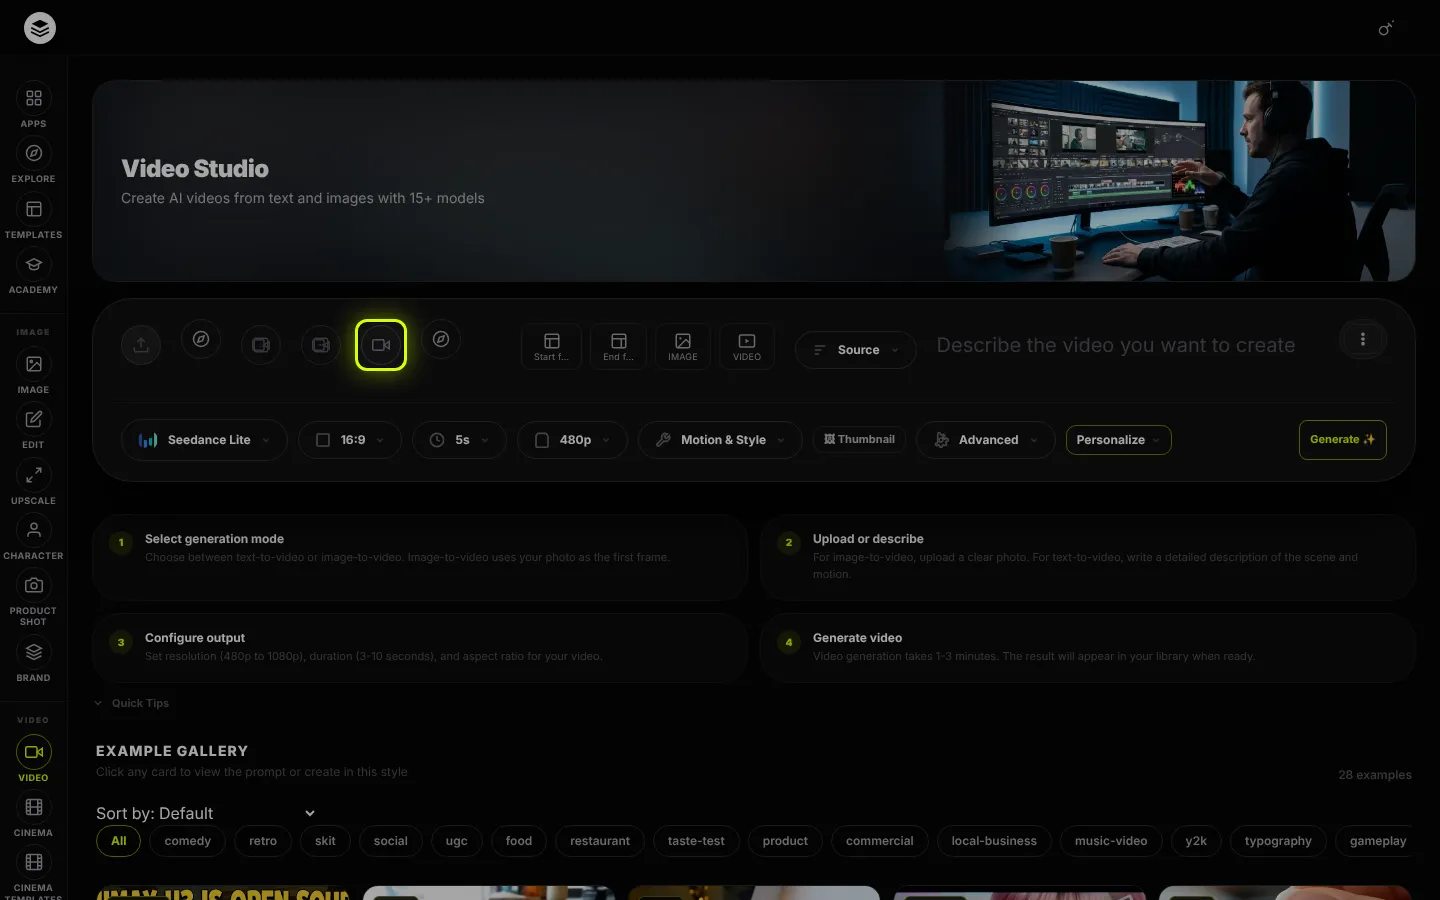 APPS
EXPLORE
TEMPLATES
ACADEMY
IMAGE
IMAGE
EDIT
UPSCALE
CHARACTER
PRODUCT
SHOT
BRAND
VIDEO
VIDEO
CINEMA
CINEMA
TEMPLATES
Video Studio
Create AI videos from text and images with 15+ models
Start f...
End f...
IMAGE
VIDEO
Source
Describe the video you want to create
Seedance Lite
16:9
5s
480p
Motion & Style
Thumbnail
Advanced
Personalize
Generate ✨
1
Select generation mode
Choose between text-to-video or image-to-video. Image-to-video uses your photo as the first frame.
2
Upload or describe
For image-to-video, upload a clear photo. For text-to-video, write a detailed description of the scene and
motion.
3
Configure output
Set resolution (480p to 1080p), duration (3-10 seconds), and aspect ratio for your video.
4
Generate video
Video generation takes 1-3 minutes. The result will appear in your library when ready.
Quick Tips
EXAMPLE GALLERY
Click any card to view the prompt or create in this style
28 examples
Sort by: Default
All
comedy
retro
skit
social
ugc
food
restaurant
taste-test
product
commercial
local-business
music-video
y2k
typography
gameplay